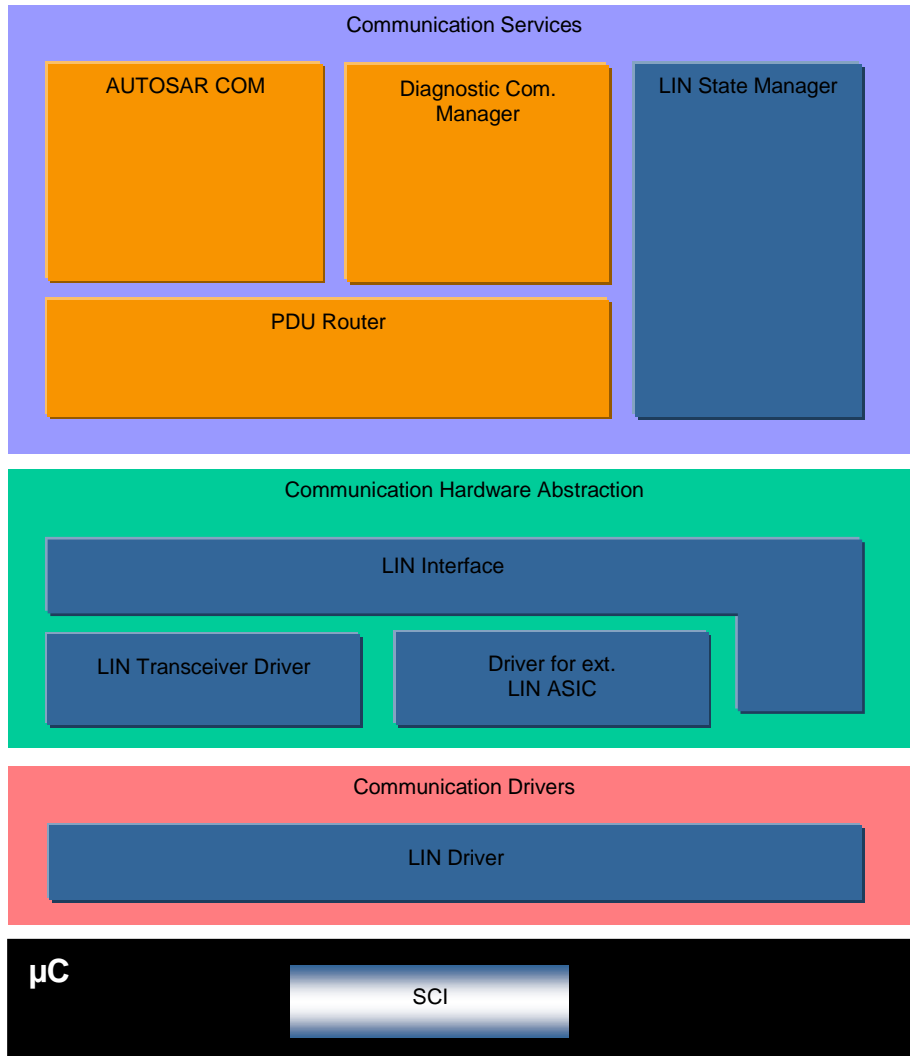 Communication Services
AUTOSAR COM
Diagnostic Com.
Manager
LIN State Manager
PDU Router
Communication Hardware Abstraction
LIN Interface
LIN Transceiver Driver
Driver for ext.
LIN ASIC
Communication Drivers
LIN Driver
µC
SCI